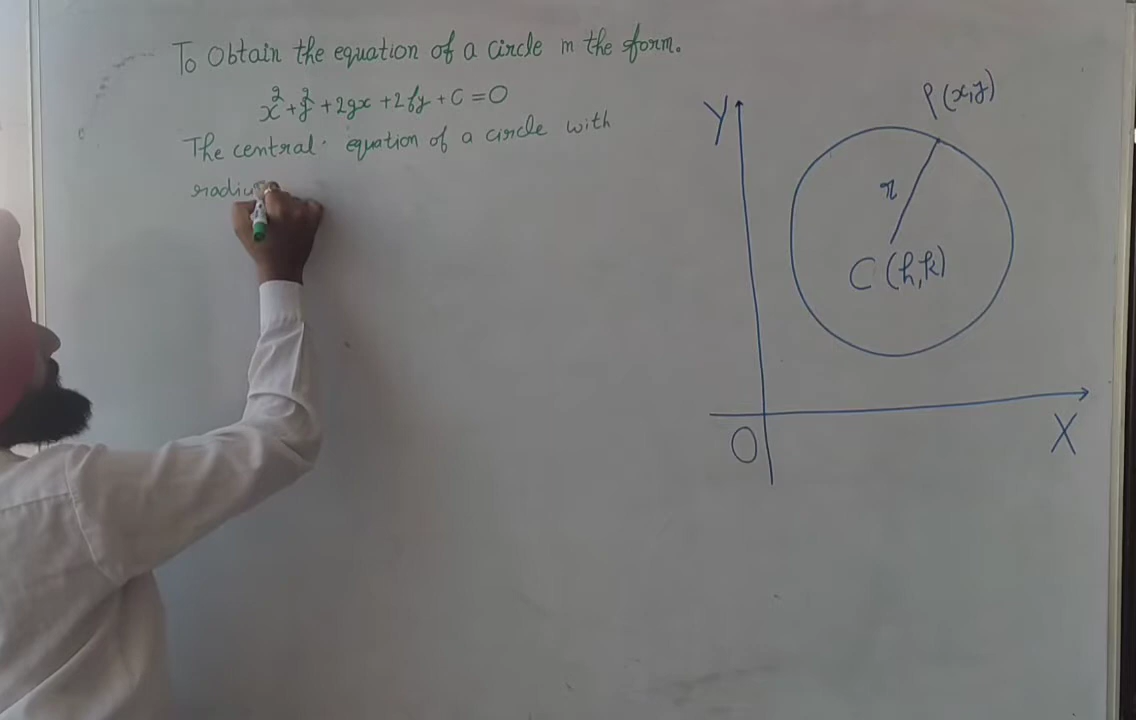 To obtain the equation of a circle in the form.
x² + y² + 2gx + 2fy + C = 0
The central equation of a circle with
radius
Y
P (x,y)
r
C (h,k)
O
X